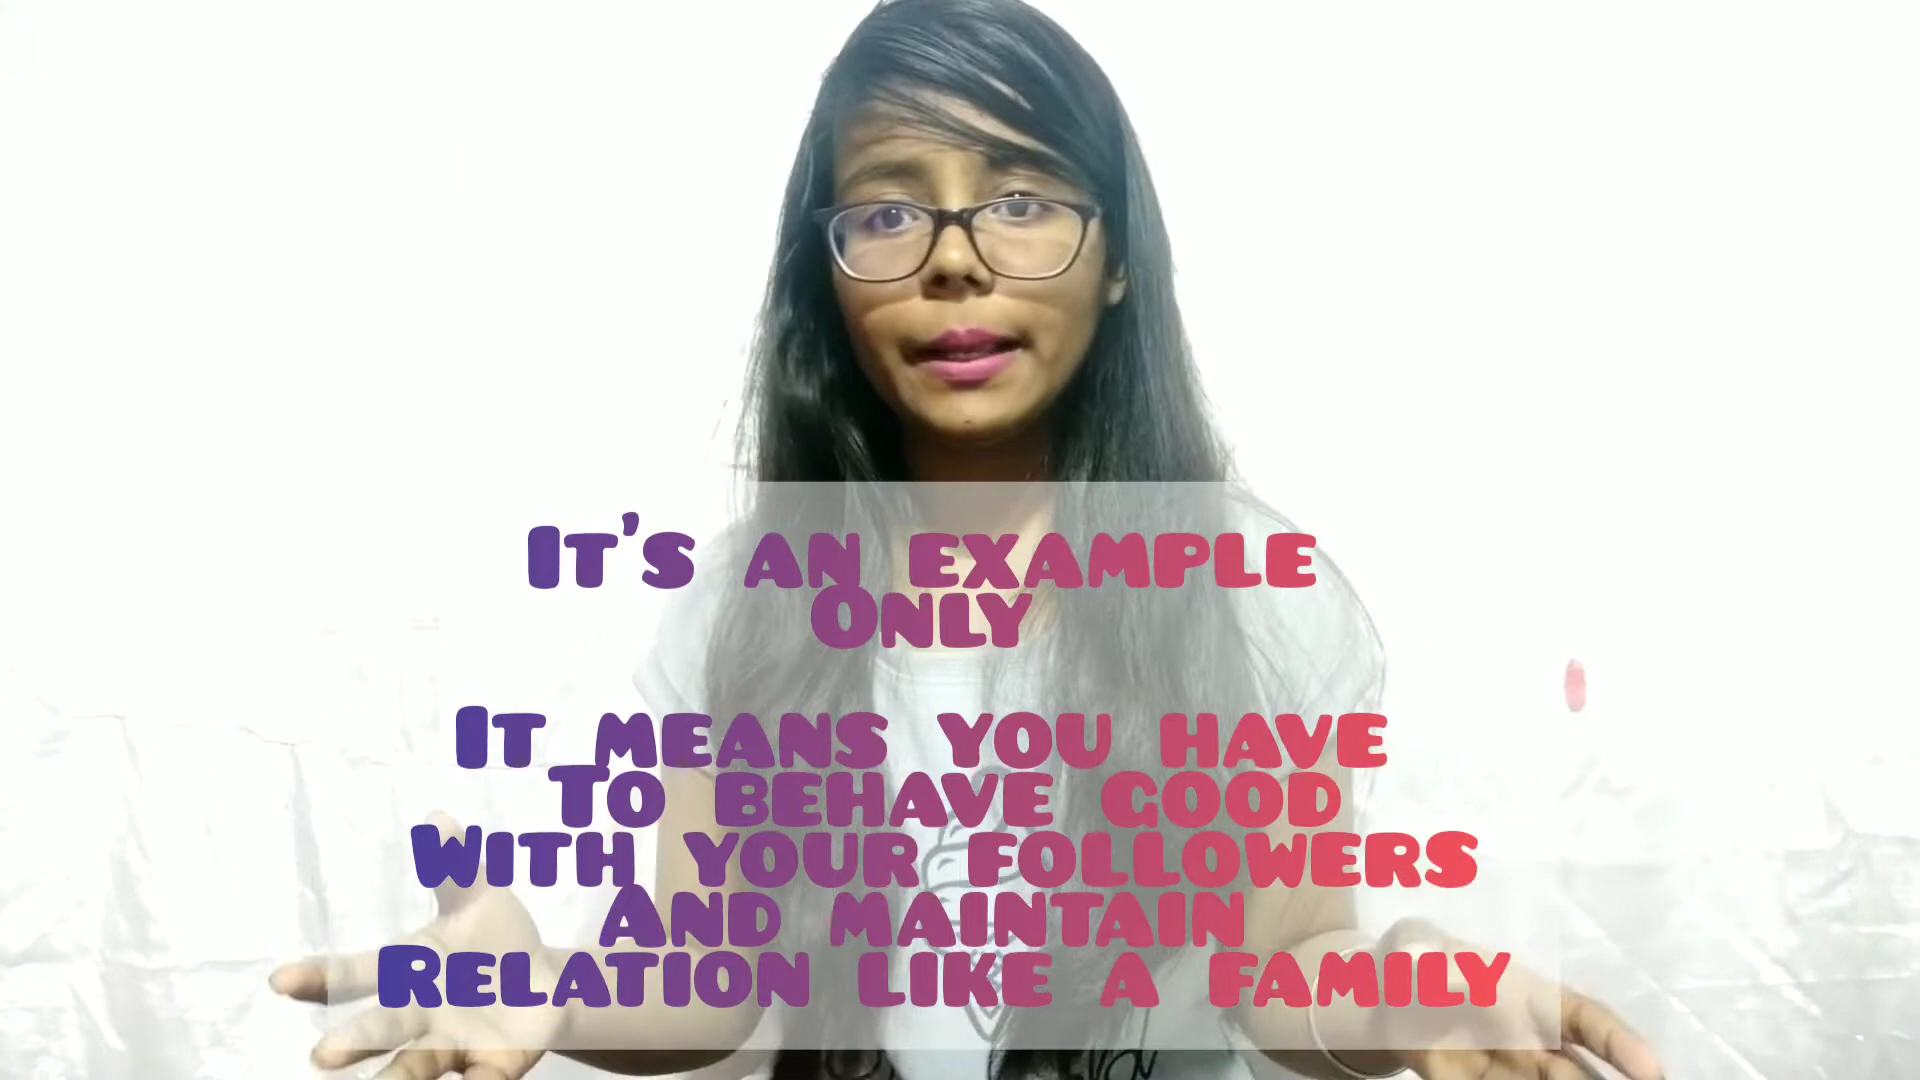 It's an example
Only
It means you have
To behave good
With your followers
And maintain
Relation like a family